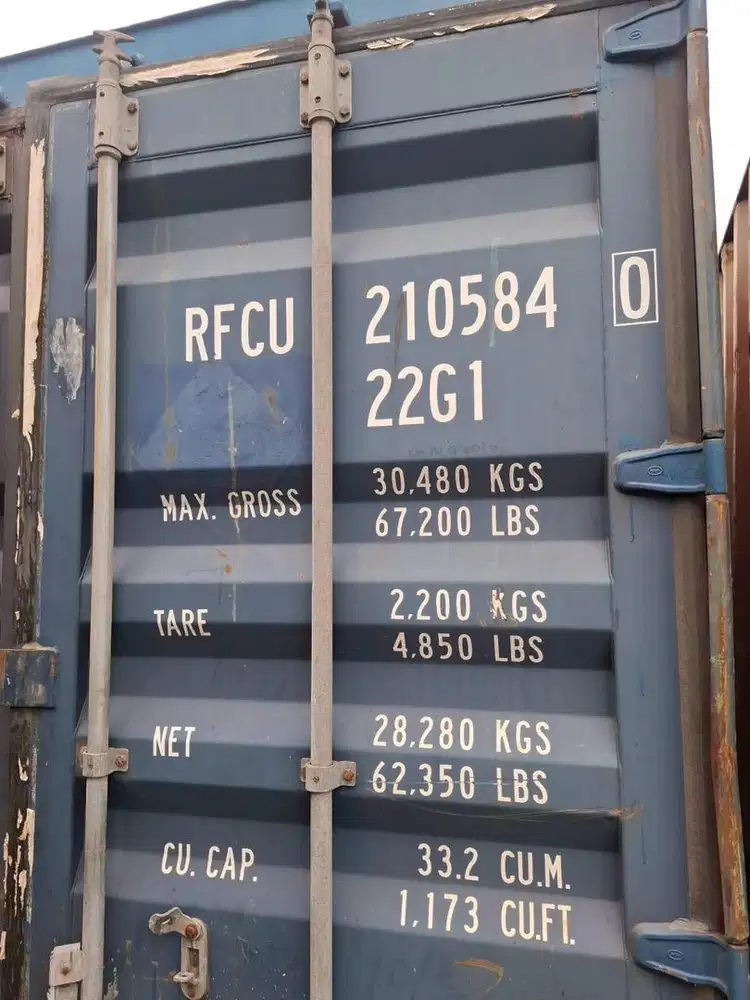 RFCU 210584 0
22G1
MAX. GROSS 30,480 KGS
67,200 LBS
TARE 2,200 KGS
4,850 LBS
NET 28,280 KGS
62,350 LBS
CU. CAP. 33.2 CU.M.
1,173 CU.FT.